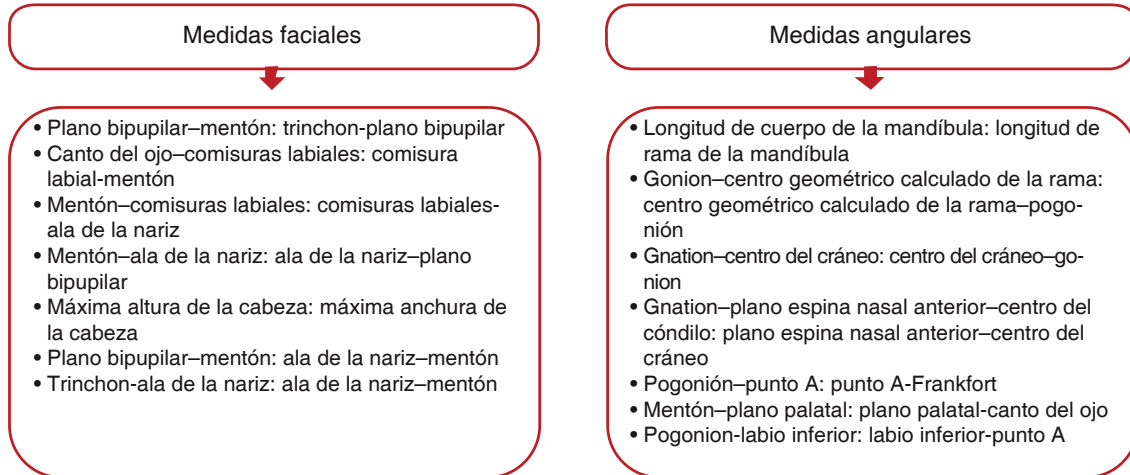 Medidas faciales
• Plano bipupilar–mentón: trinchon-plano bipupilar
• Canto del ojo–comisuras labiales: comisura
labial-mentón
• Mentón–comisuras labiales: comisuras labiales-
ala de la nariz
• Mentón–ala de la nariz: ala de la nariz–plano
bipupilar
• Máxima altura de la cabeza: máxima anchura de
la cabeza
• Plano bipupilar–mentón: ala de la nariz–mentón
• Trinchon-ala de la nariz: ala de la nariz–mentón
Medidas angulares
• Longitud de cuerpo de la mandíbula: longitud de
rama de la mandíbula
• Gonion–centro geométrico calculado de la rama:
centro geométrico calculado de la rama–pogo-
nión
• Gnation–centro del cráneo: centro del cráneo–go-
nion
• Gnation–plano espina nasal anterior–centro del
cóndilo: plano espina nasal anterior–centro del
cráneo
• Pogonión–punto A: punto A-Frankfort
• Mentón–plano palatal: plano palatal-canto del ojo
• Pogonion-labio inferior: labio inferior-punto A